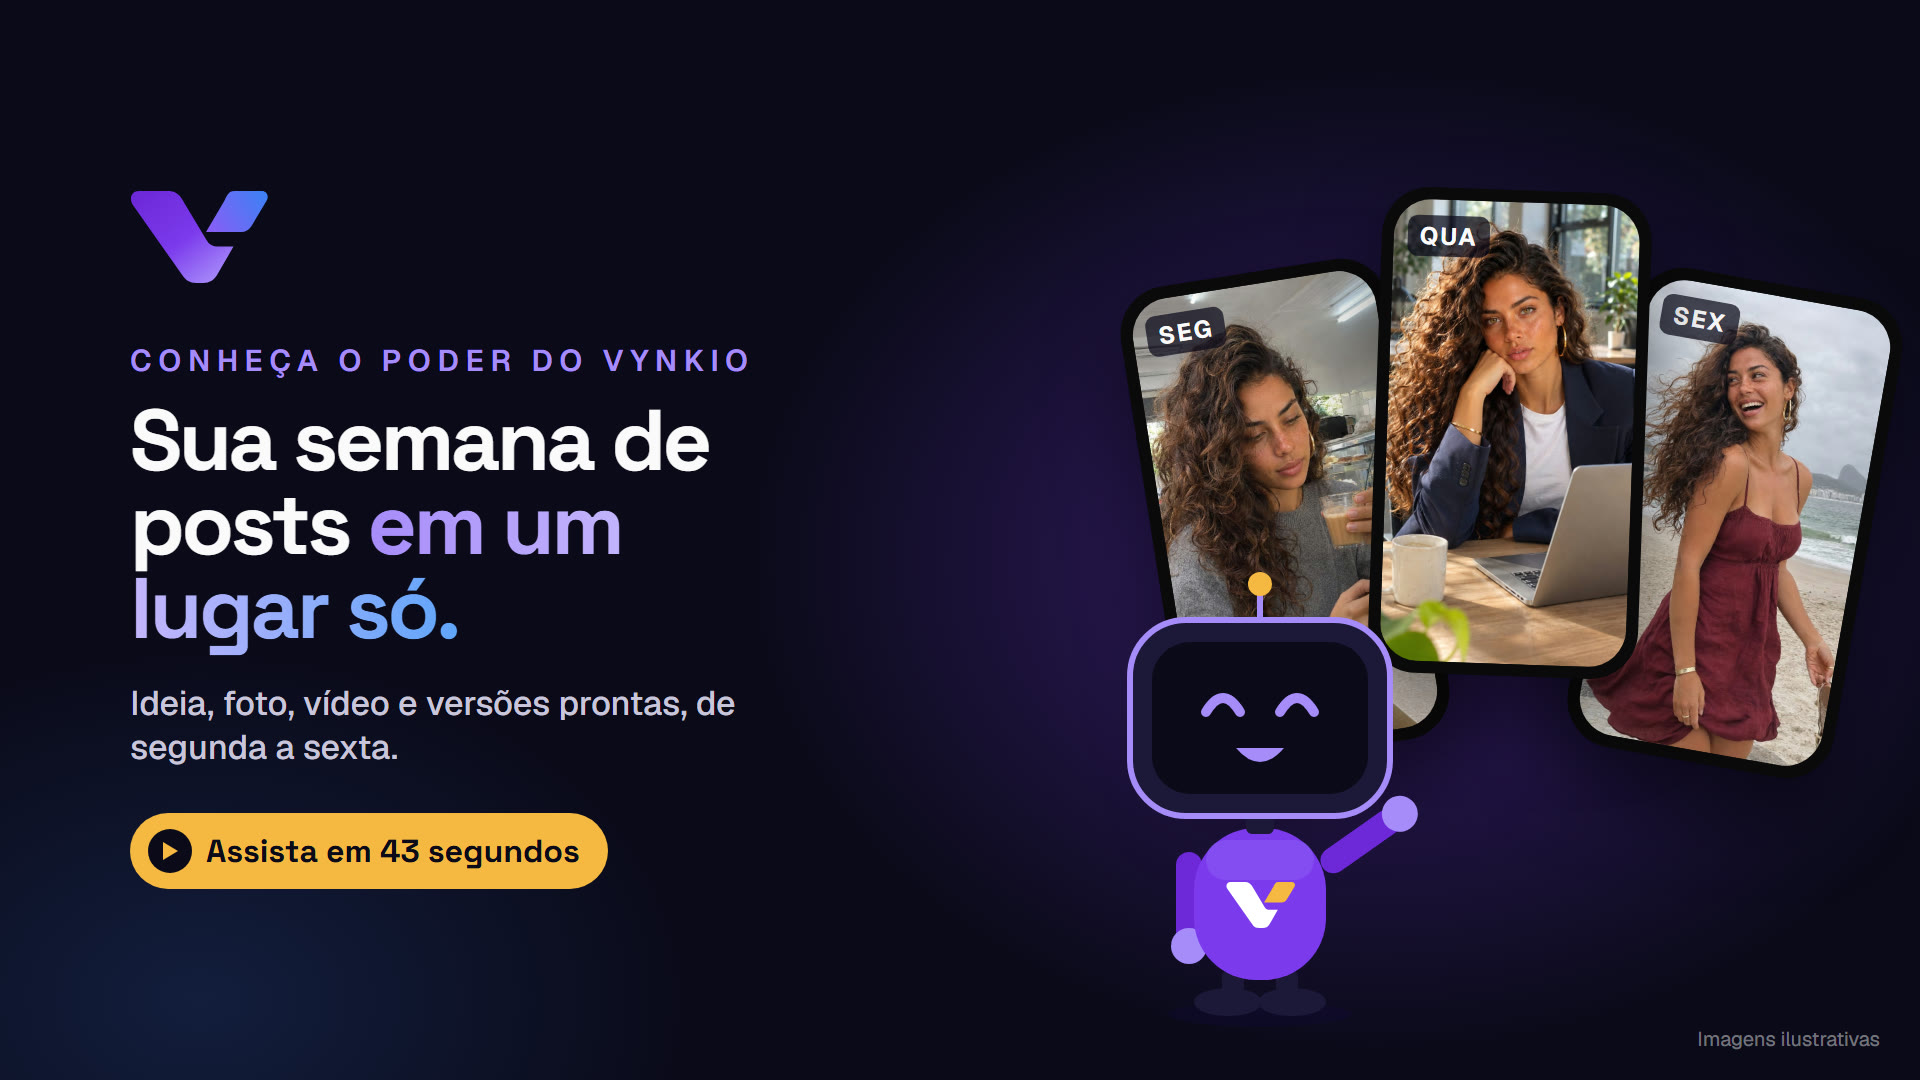 CONHEÇA O PODER DO VYNKIO
Sua semana de
posts em um
lugar só.
Ideia, foto, vídeo e versões prontas, de
segunda a sexta.
Assista em 43 segundos
SEG
QUA
SEX
Imagens ilustrativas